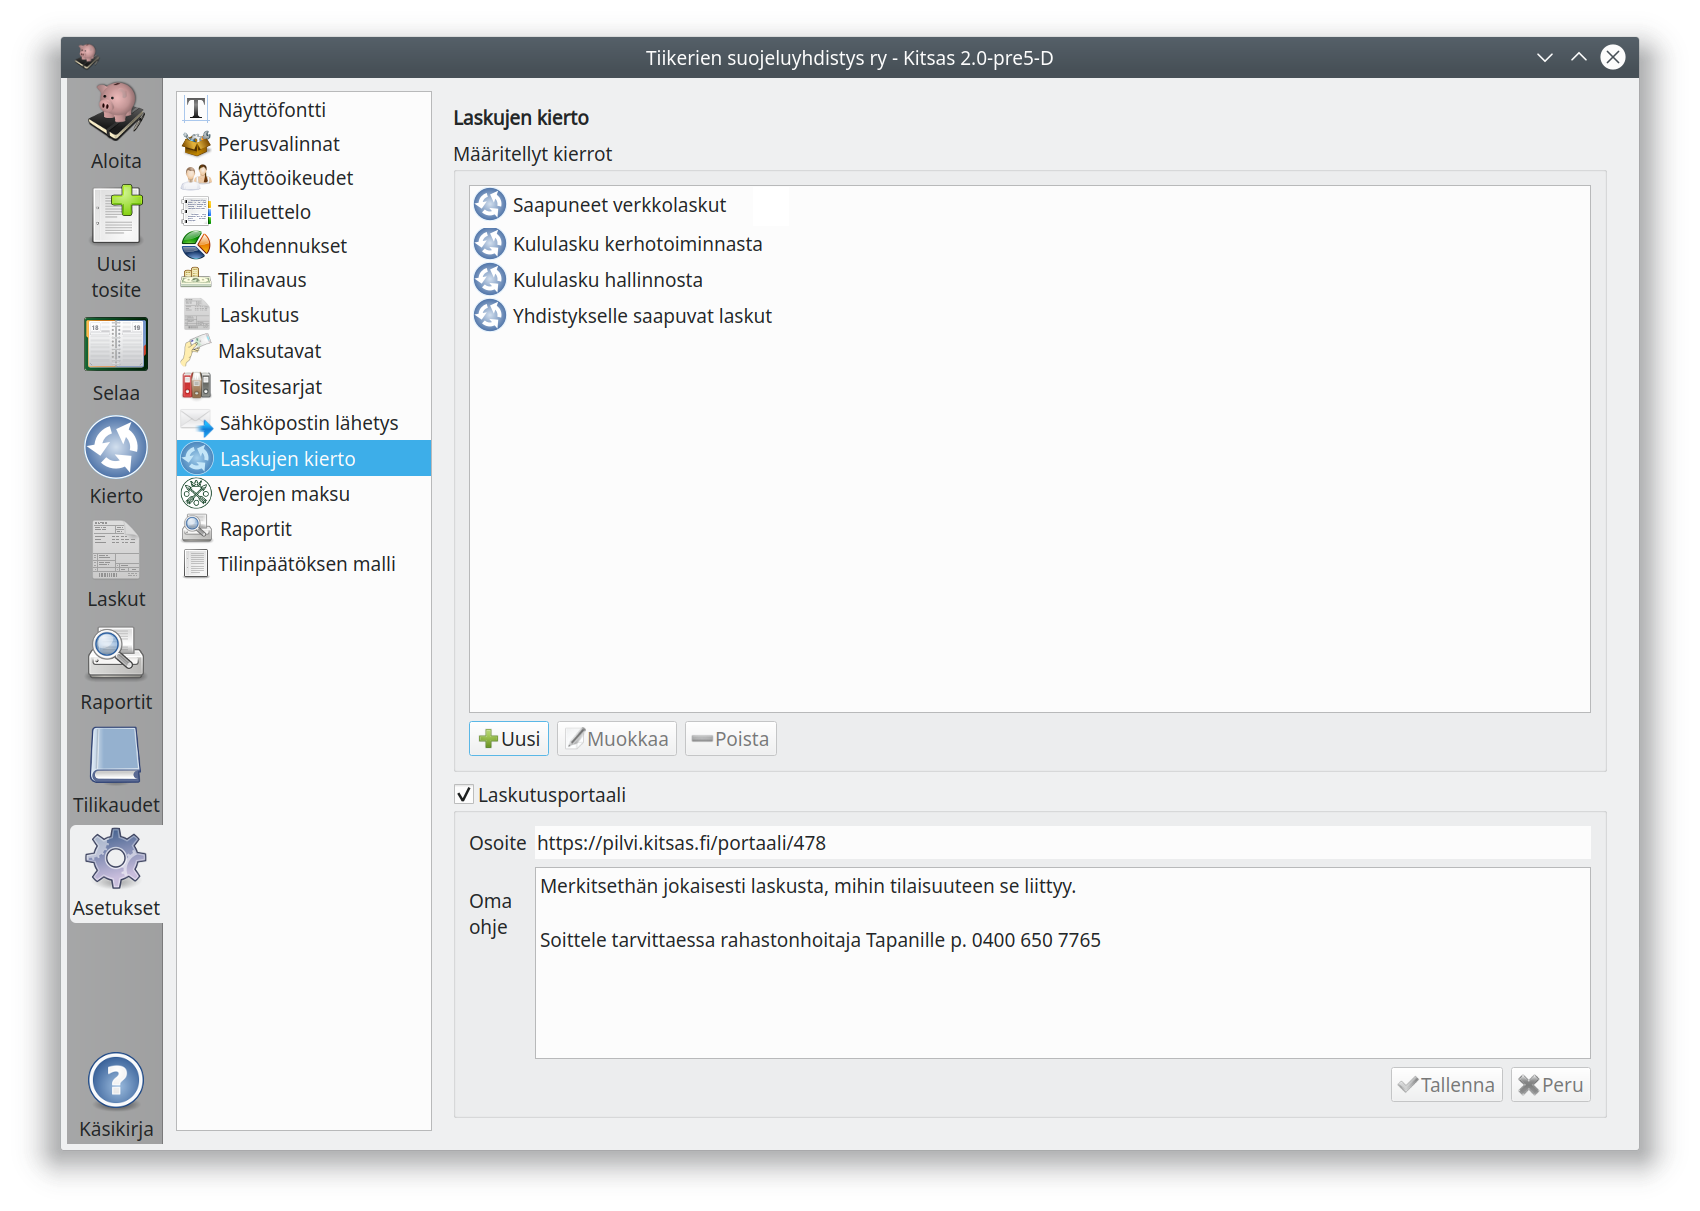 Tiikerien suojeluyhdistys ry - Kitsas 2.0-pre5-D
Aloita
Uusi
tosite
Selaa
Kierto
Laskut
Raportit
Tilikaudet
Asetukset
Käsikirja
Näyttöfontti
Perusvalinnat
Käyttöoikeudet
Tililuettelo
Kohdennukset
Tilinavaus
Laskutus
Maksutavat
Tositesarjat
Sähköpostin lähetys
Laskujen kierto
Verojen maksu
Raportit
Tilinpäätöksen malli
Laskujen kierto
Määritellyt kierrot
Saapuneet verkkolaskut
Kululasku kerhotoiminnasta
Kululasku hallinnosta
Yhdistykselle saapuvat laskut
Uusi
Muokkaa
Poista
Laskutusportaali
Osoite https://pilvi.kitsas.fi/portaali/478
Oma
ohje
Merkitsethän jokaisesti laskusta, mihin tilaisuuteen se liittyy.
Soittele tarvittaessa rahastonhoitaja Tapanille p. 0400 650 7765
Tallenna
Peru